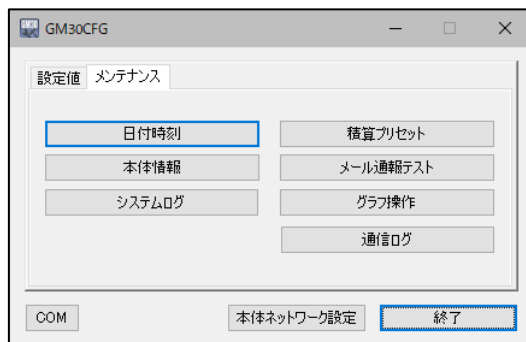 GM30CFG
設定値 メンテナンス
日付時刻 積算プリセット
本体情報 メール通報テスト
システムログ グラフ操作
通信ログ
COM 本体ネットワーク設定 終了